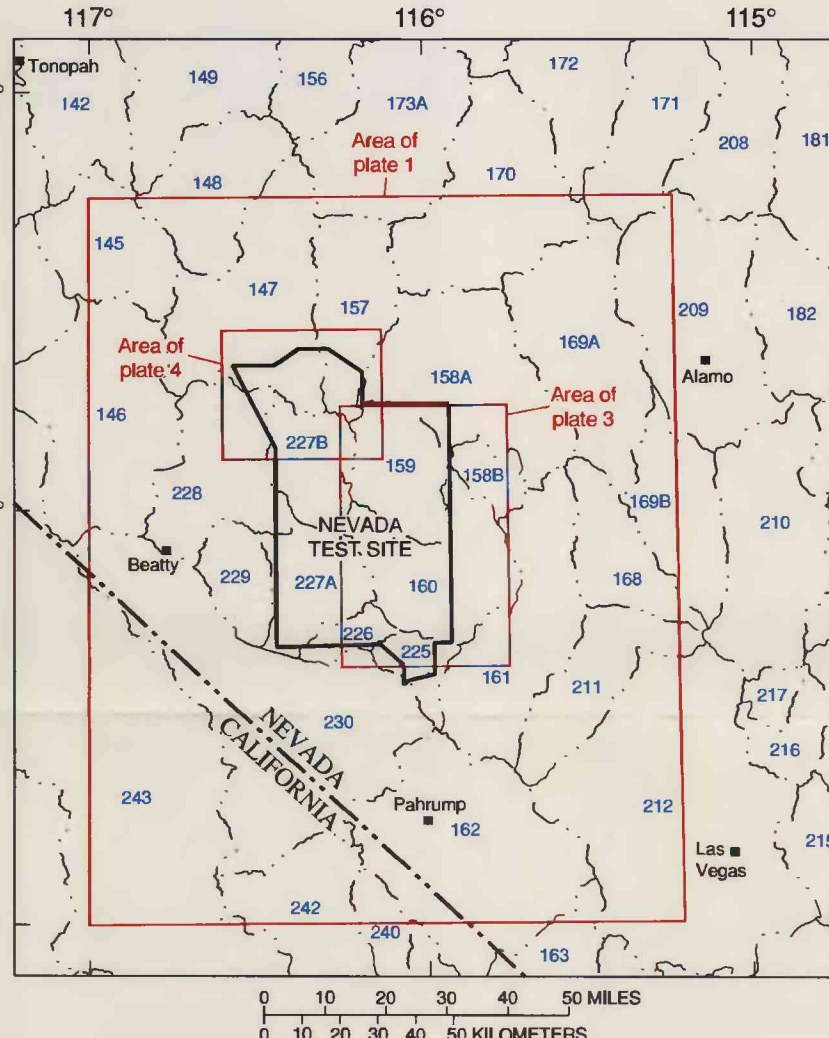 117° 116° 115°
Tonopah
172
149 156
142 173A 171
208 181
Area of
plate 1
148 170
145
147
157 209 182
Area of
plate 4
169A
158A Alamo
Area of
plate 3
146
227B
159 158B
228 169B
210
NEVADA
TEST SITE
Beatty
229 227A 160 168
226
225
161
211 217
230
NEVADA
CALIFORNIA
216
243 212
Pahrump
162
Las
Vegas
215
242
240
163
0 10 20 30 40 50 MILES
0 10 20 30 40 50 KILOMETERS